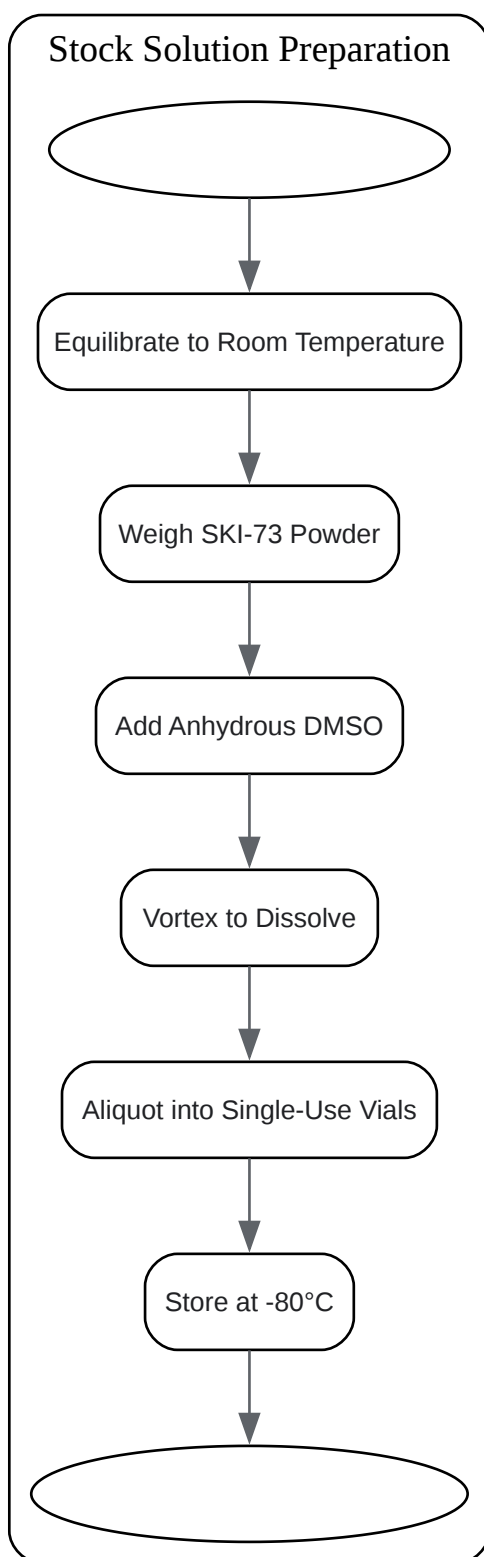 Stock Solution Preparation
Equilibrate to Room Temperature
Weigh SKI-73 Powder
Add Anhydrous DMSO
Vortex to Dissolve
Aliquot into Single-Use Vials
Store at -80°C